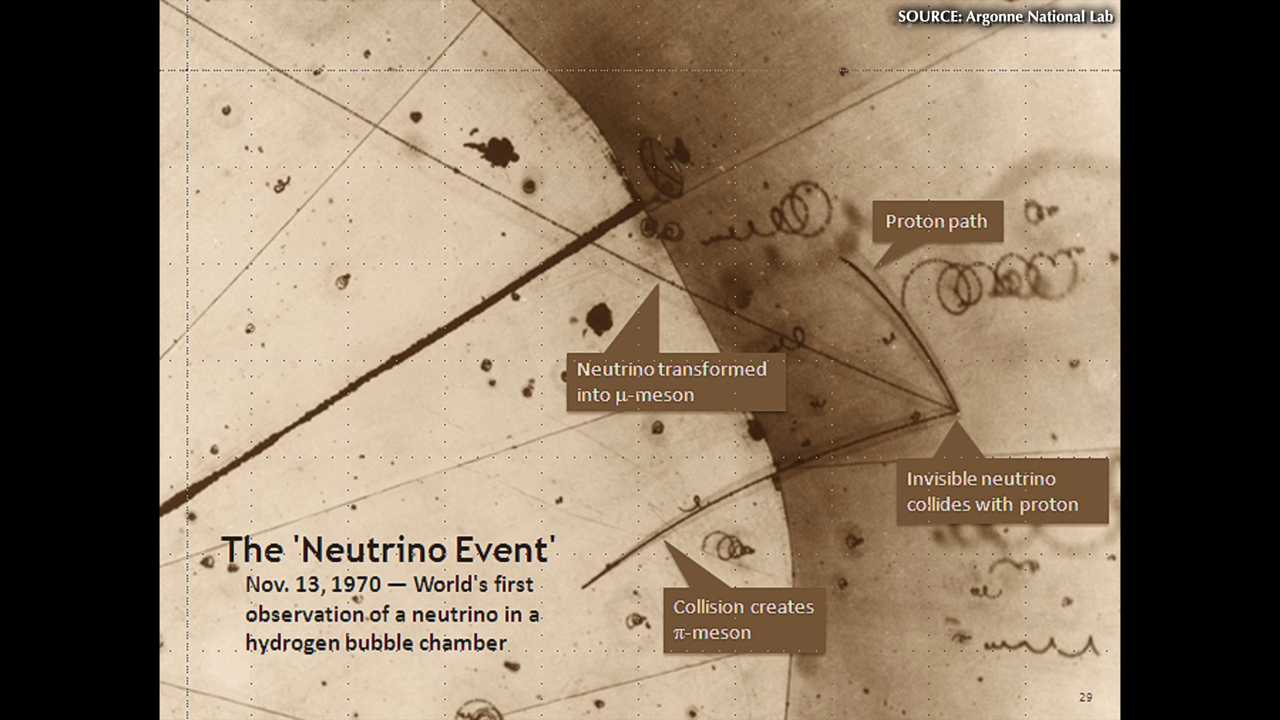 SOURCE: Argonne National Lab
Proton path
Neutrino transformed
into μ-meson
Invisible neutrino
collides with proton
The 'Neutrino Event'
Nov. 13, 1970 — World's first
observation of a neutrino in a
hydrogen bubble chamber
Collision creates
π-meson
29